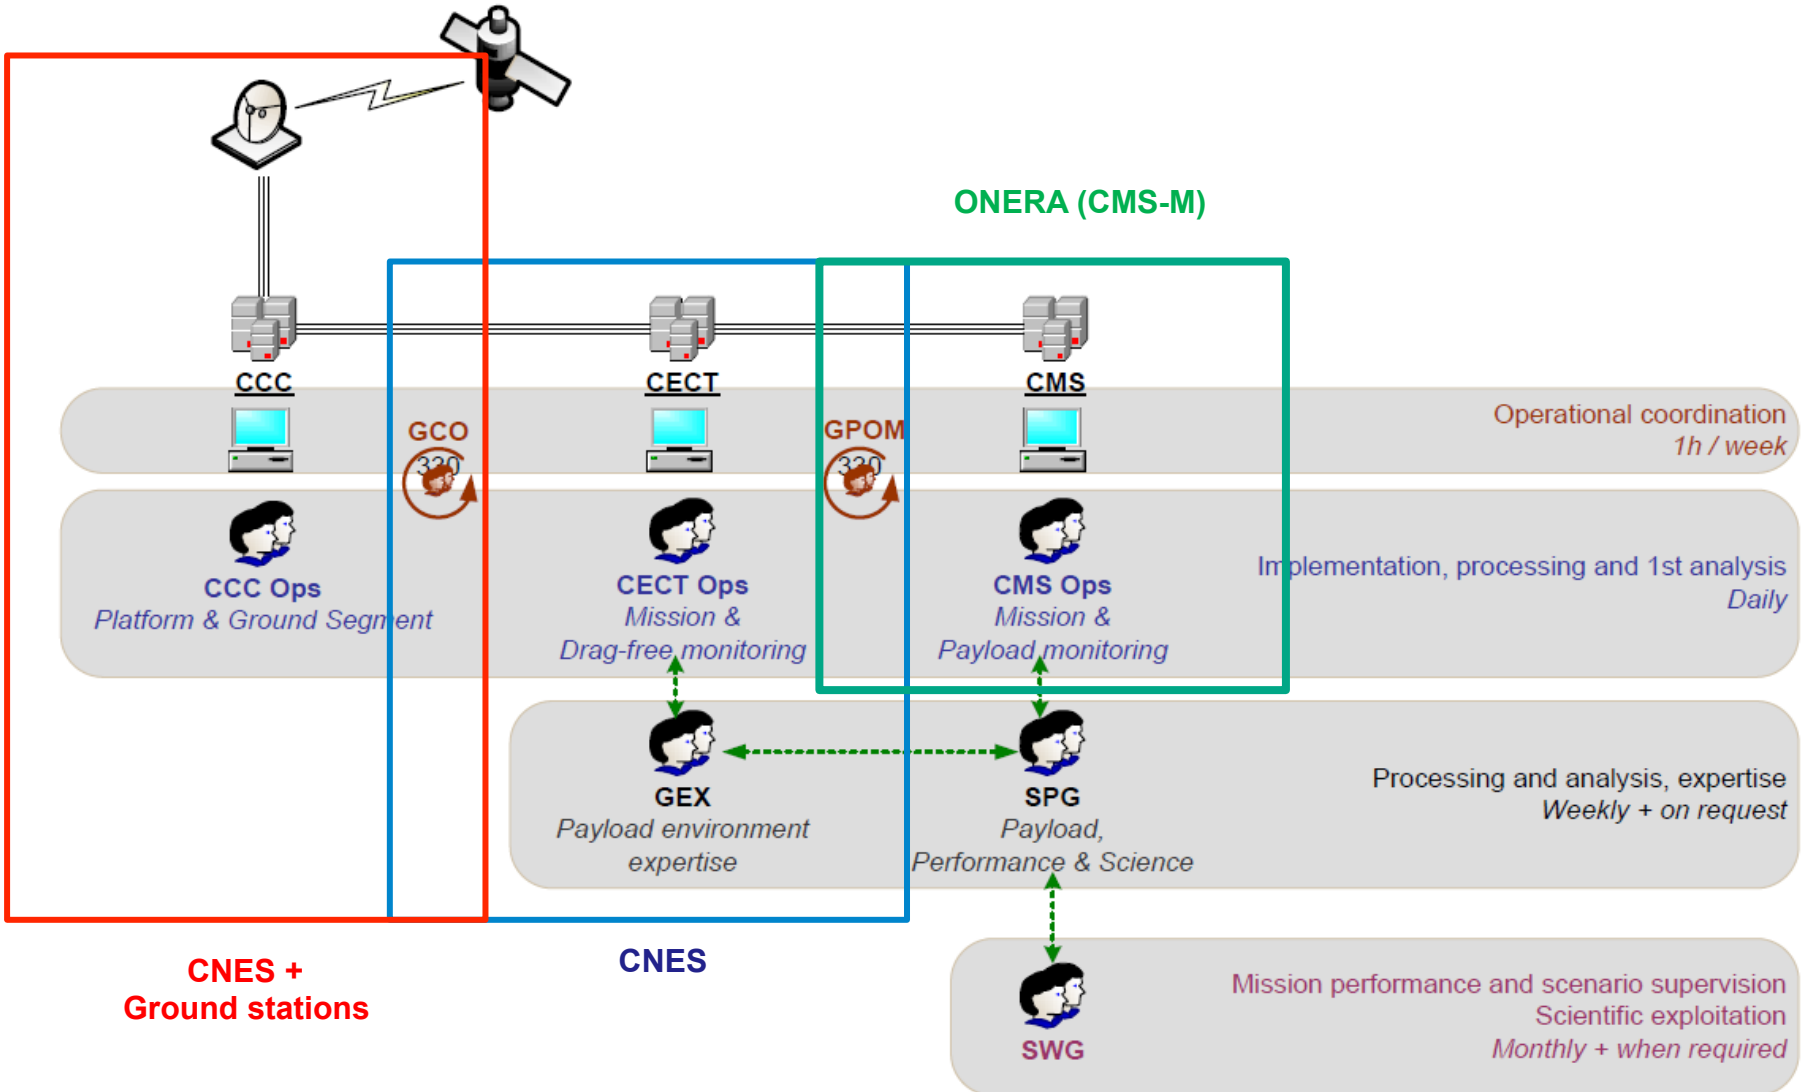 ONERA (CMS-M)
CCC
CECT
CMS
GCO
330
GPOM
330
Operational coordination
1h / week
CCC Ops
Platform & Ground Segment
CECT Ops
Mission &
Drag-free monitoring
CMS Ops
Mission &
Payload monitoring
Implementation, processing and 1st analysis
Daily
GEX
Payload environment
expertise
SPG
Payload,
Performance & Science
Processing and analysis, expertise
Weekly + on request
CNES +
Ground stations
CNES
SWG
Mission performance and scenario supervision
Scientific exploitation
Monthly + when required